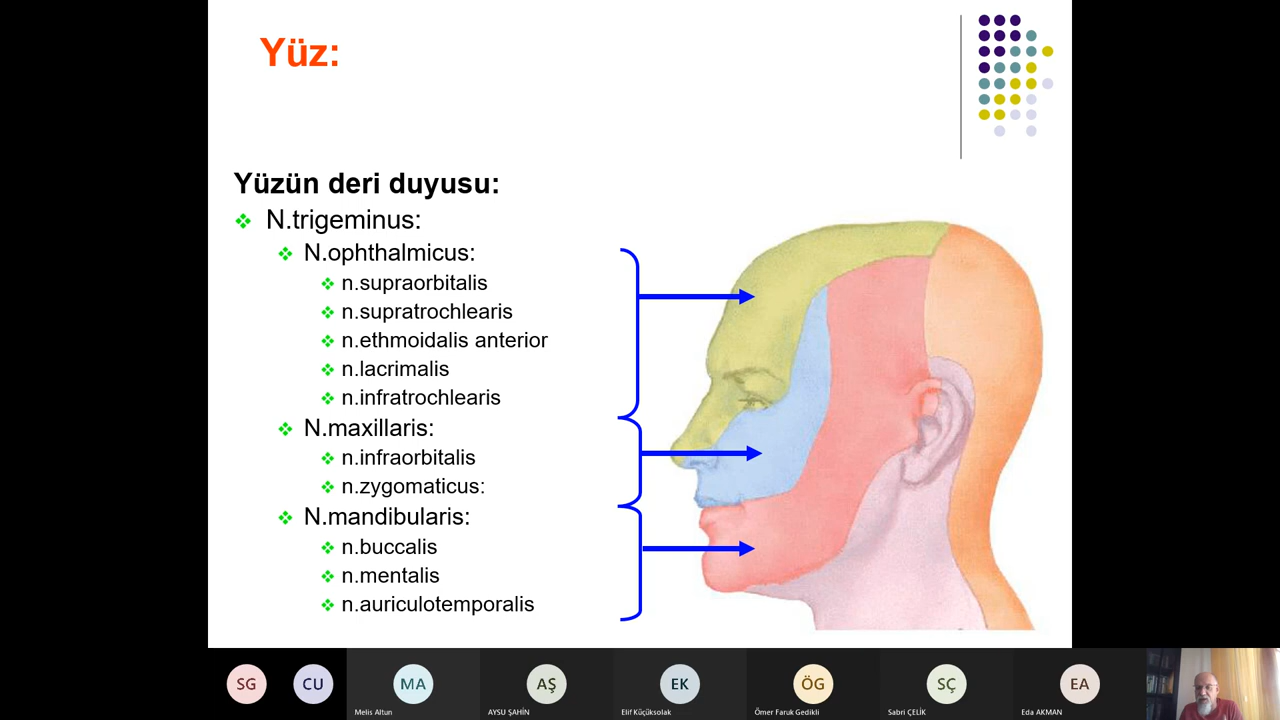 Yüz:
Yüzün deri duyusu:
N.trigeminus:
N.ophthalmicus:
n.supraorbitalis
n.supratrochlearis
n.ethmoidalis anterior
n.lacrimalis
n.infratrochlearis
N.maxillaris:
n.infraorbitalis
n.zygomaticus:
N.mandibularis:
n.buccalis
n.mentalis
n.auriculotemporalis
SG
CU
MA
AŞ
EK
ÖG
SÇ
EA
Melis Altun
AYSU ŞAHİN
Elif Küçüksolak
Ömer Faruk Gedikli
Sabri ÇELİK
Eda AKMAN